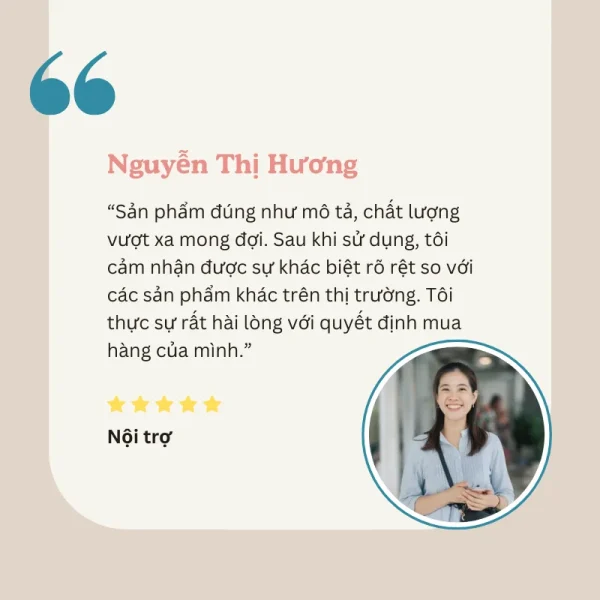 Nguyễn Thị Hương
“Sản phẩm đúng như mô tả, chất lượng
vượt xa mong đợi. Sau khi sử dụng, tôi
cảm nhận được sự khác biệt rõ rệt so với
các sản phẩm khác trên thị trường. Tôi
thực sự rất hài lòng với quyết định mua
hàng của mình.”
Nội trợ